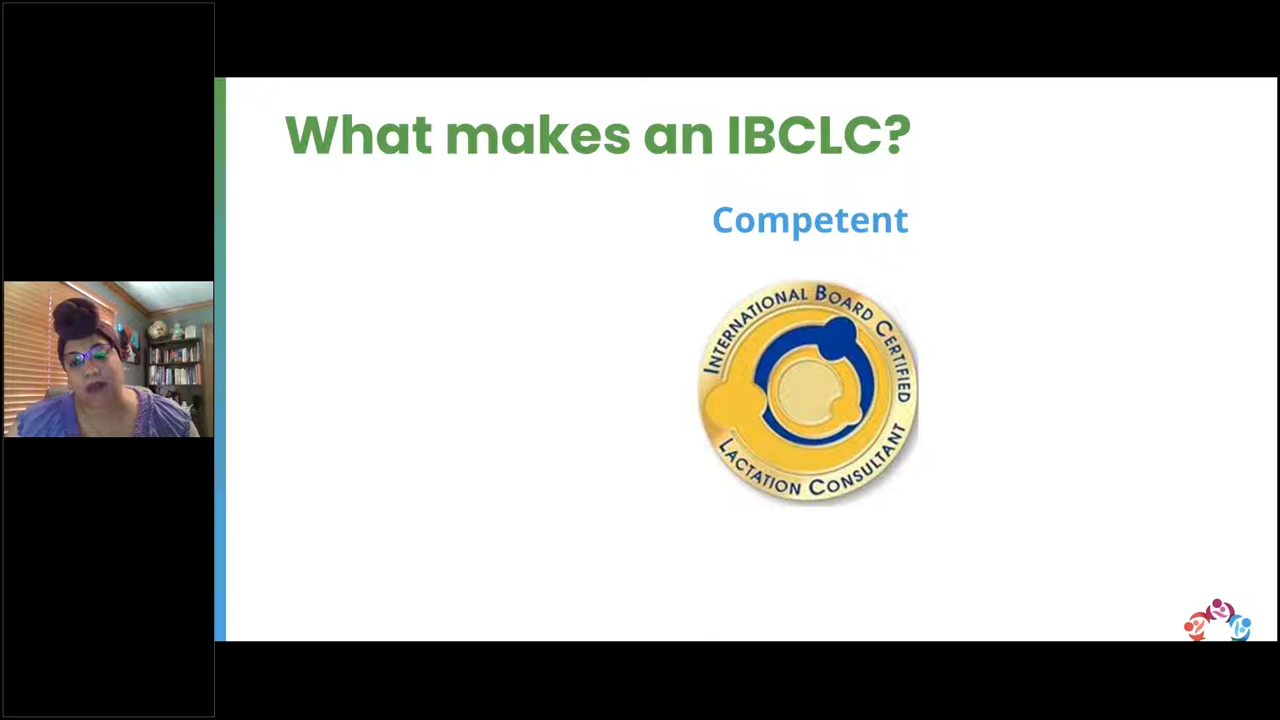 What makes an IBCLC?
Competent
INTERNATIONAL BOARD CERTIFIED
LACTATION CONSULTANT